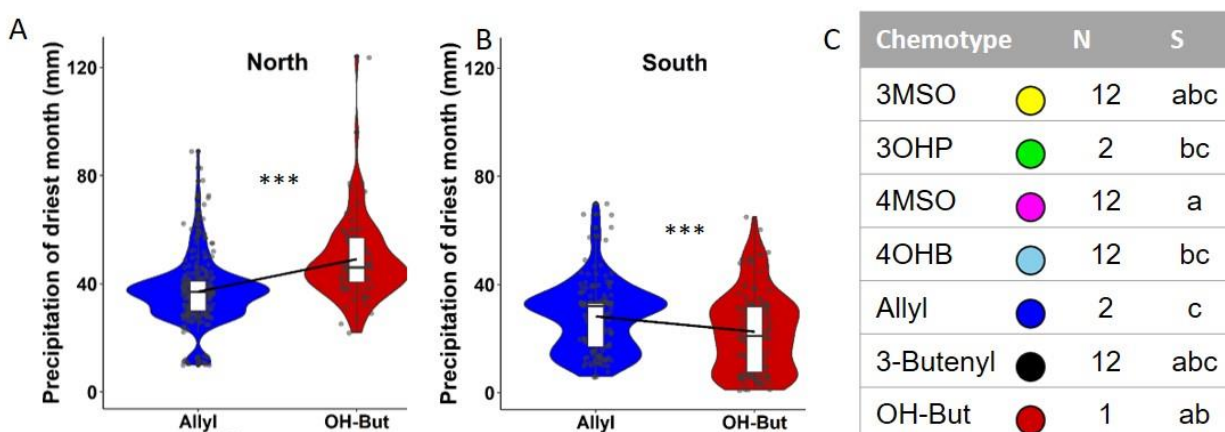 A
North
Precipitation of driest month (mm)
120
80
40
0
***
Allyl
OH-But
B
South
Precipitation of driest month (mm)
120
80
40
0
***
Allyl
OH-But
C
Chemotype N S
3MSO 12 abc
3OHP 2 bc
4MSO 12 a
4OHB 12 bc
Allyl 2 c
3-Butenyl 12 abc
OH-But 1 ab